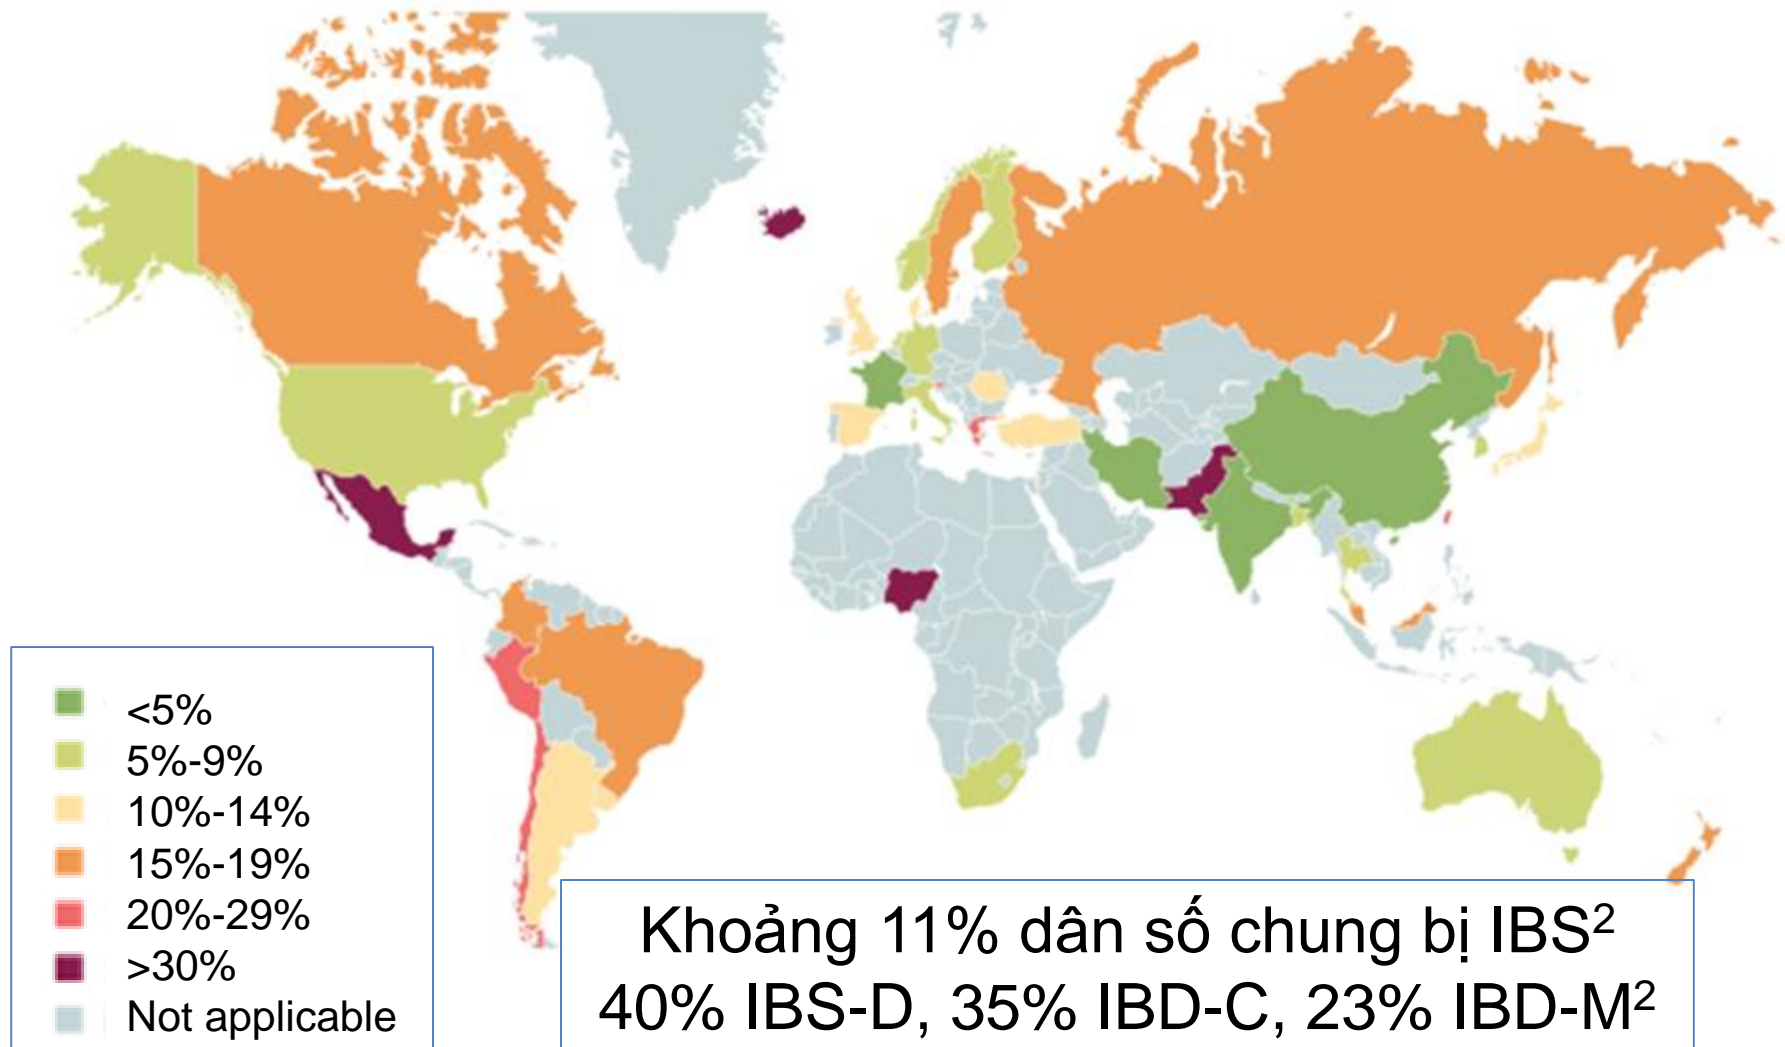 <5%
5%-9%
10%-14%
15%-19%
20%-29%
>30%
Not applicable
Khoảng 11% dân số chung bị IBS²
40% IBS-D, 35% IBD-C, 23% IBD-M²